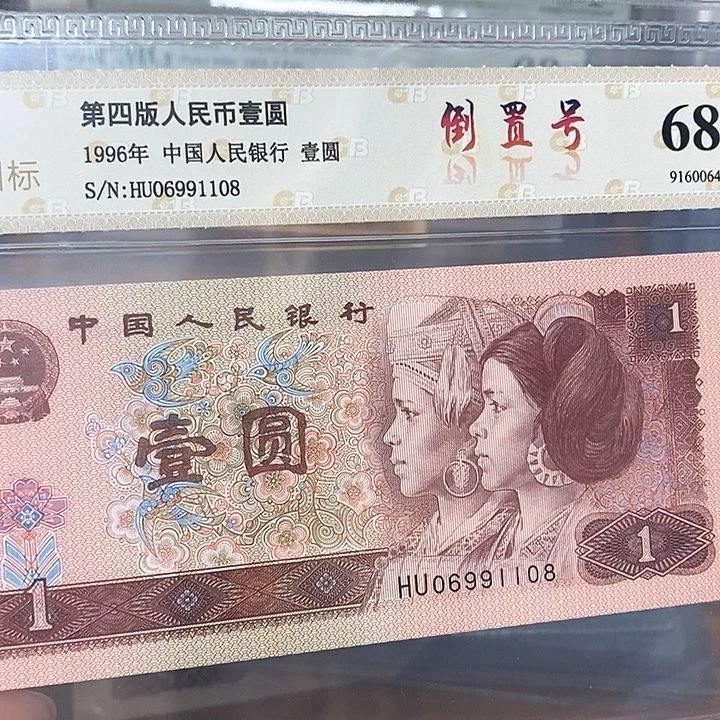 第四版人民币壹圆
1996年 中国人民银行 壹圆
S/N:HU06991108
倒置号
68
9160064
标
中国人民银行
壹圆
1
1
1
HU06991108